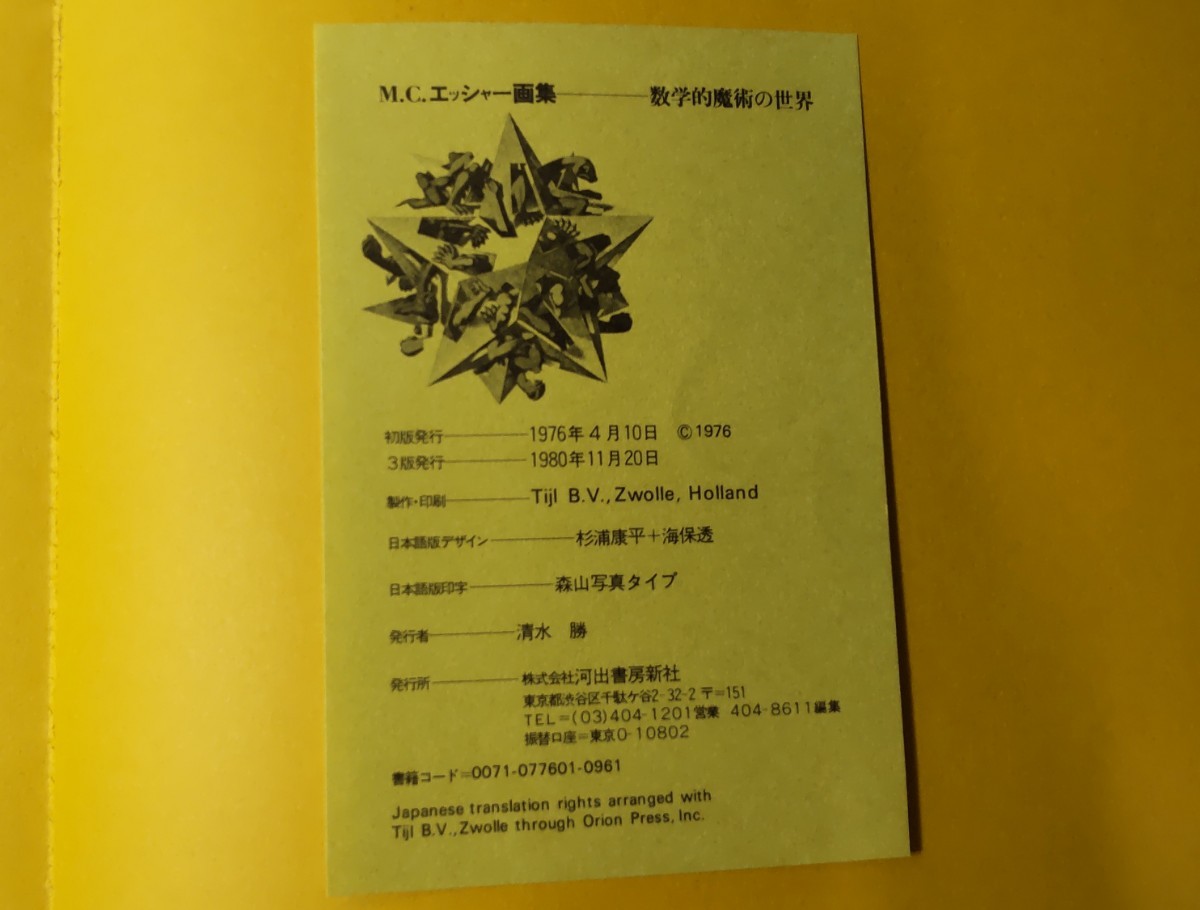 M.C.エッシャー画集――――数学的魔術の世界
初版発行――――1976年4月10日 ©1976
3版発行――――1980年11月20日
製作・印刷――――Tijl B.V., Zwolle, Holland
日本語版デザイン――――杉浦康平+海保透
日本語版印字――――森山写真タイプ
発行者――――清水 勝
発行所――――株式会社河出書房新社
東京都渋谷区千駄ケ谷2-32-2 〒=151
TEL=(03)404-1201営業 404-8611編集
振替口座=東京0-10802
書籍コード=0071-077601-0961
Japanese translation rights arranged with
Tijl B.V., Zwolle through Orion Press, Inc.